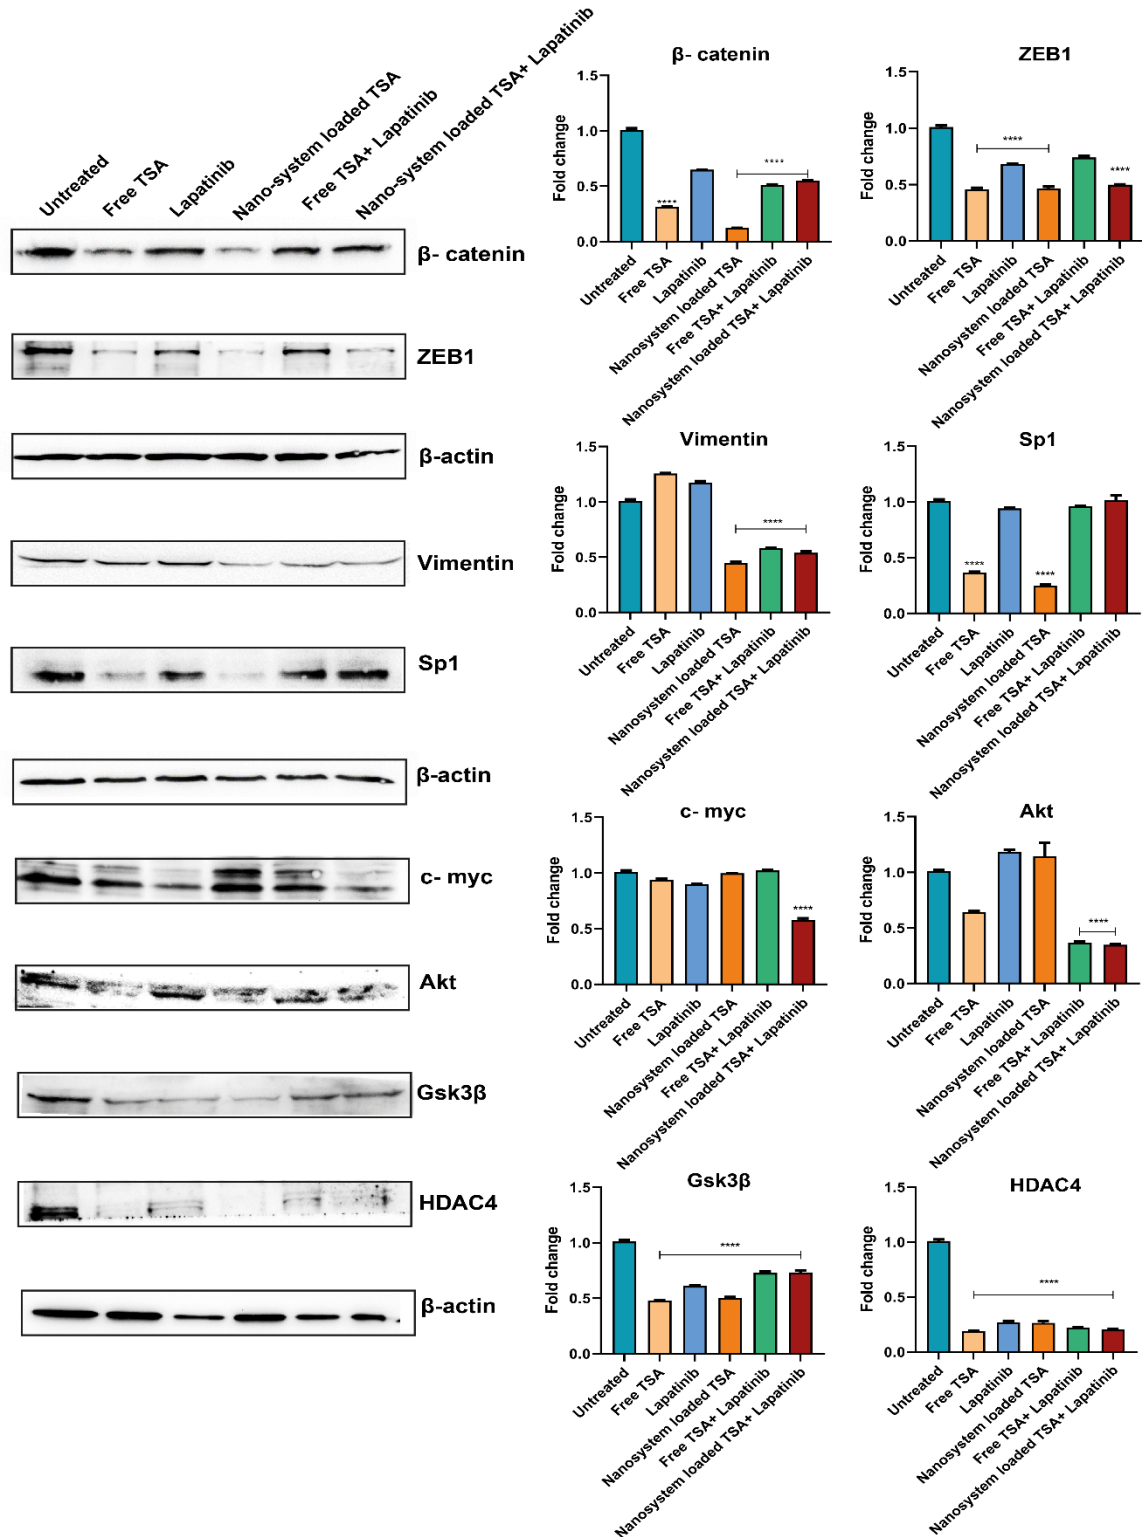 Untreated
Free TSA
Lapatinib
Nano-system loaded TSA
Free TSA+ Lapatinib
Nano-system loaded TSA+ Lapatinib
β- catenin
ZEB1
β-actin
Vimentin
Sp1
β-actin
c- myc
Akt
Gsk3β
HDAC4
β-actin
β- catenin
Fold change
1.5
1.0
0.5
0.0
****
****
Untreated
Free TSA
Lapatinib
Nanosystem loaded TSA
Free TSA+ Lapatinib
Nanosystem loaded TSA+ Lapatinib
ZEB1
Fold change
1.5
1.0
0.5
0.0
****
****
Untreated
Free TSA
Lapatinib
Nanosystem loaded TSA
Free TSA+ Lapatinib
Nanosystem loaded TSA+ Lapatinib
Vimentin
Fold change
1.5
1.0
0.5
0.0
****
Untreated
Free TSA
Lapatinib
Nanosystem loaded TSA
Free TSA+ Lapatinib
Nanosystem loaded TSA+ Lapatinib
Sp1
Fold change
1.5
1.0
0.5
0.0
****
****
Untreated
Free TSA
Lapatinib
Nanosystem loaded TSA
Free TSA+ Lapatinib
Nanosystem loaded TSA+ Lapatinib
c- myc
Fold change
1.5
1.0
0.5
0.0
****
Untreated
Free TSA
Lapatinib
Nanosystem loaded TSA
Free TSA+ Lapatinib
Nanosystem loaded TSA+ Lapatinib
Akt
Fold change
1.5
1.0
0.5
0.0
****
Untreated
Free TSA
Lapatinib
Nanosystem loaded TSA
Free TSA+ Lapatinib
Nanosystem loaded TSA+ Lapatinib
Gsk3β
Fold change
1.5
1.0
0.5
0.0
****
Untreated
Free TSA
Lapatinib
Nanosystem loaded TSA
Free TSA+ Lapatinib
Nanosystem loaded TSA+ Lapatinib
HDAC4
Fold change
1.5
1.0
0.5
0.0
****
Untreated
Free TSA
Lapatinib
Nanosystem loaded TSA
Free TSA+ Lapatinib
Nanosystem loaded TSA+ Lapatinib